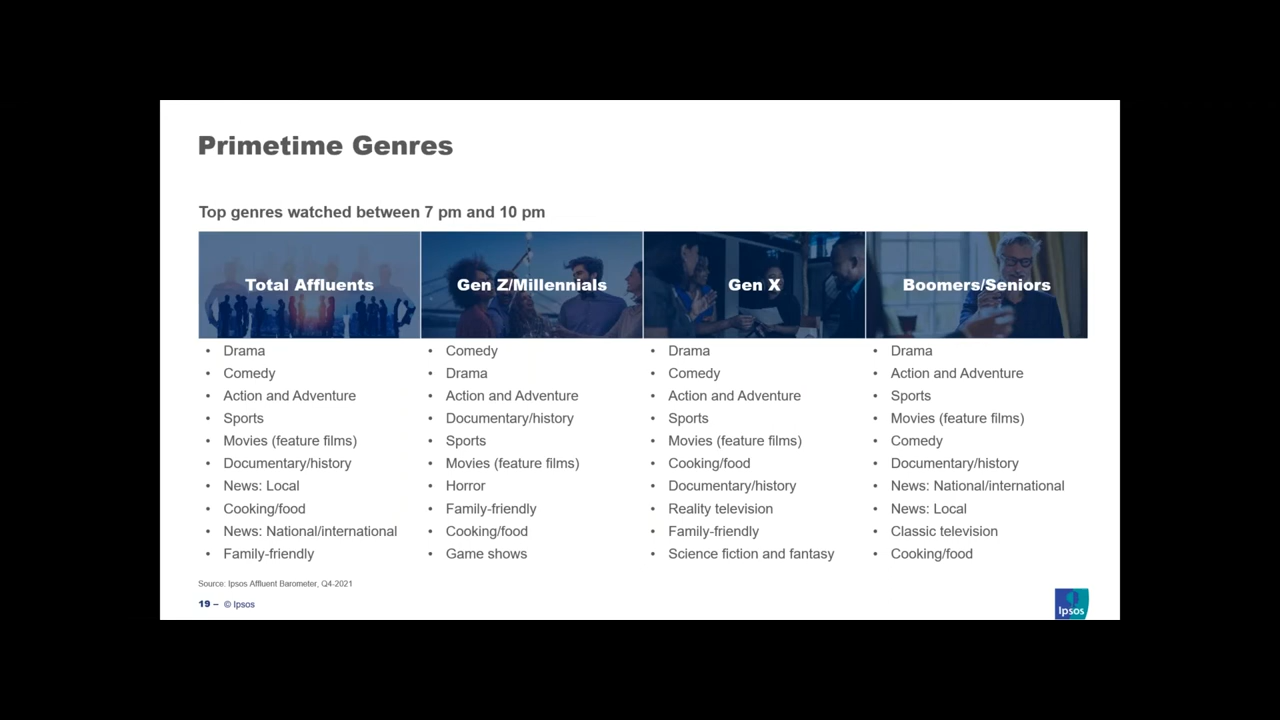 Primetime Genres
Top genres watched between 7 pm and 10 pm
Total Affluents
• Drama
• Comedy
• Action and Adventure
• Sports
• Movies (feature films)
• Documentary/history
• News: Local
• Cooking/food
• News: National/international
• Family-friendly
Gen Z/Millennials
• Comedy
• Drama
• Action and Adventure
• Documentary/history
• Sports
• Movies (feature films)
• Horror
• Family-friendly
• Cooking/food
• Game shows
Gen X
• Drama
• Comedy
• Action and Adventure
• Sports
• Movies (feature films)
• Cooking/food
• Documentary/history
• Reality television
• Family-friendly
• Science fiction and fantasy
Boomers/Seniors
• Drama
• Action and Adventure
• Sports
• Movies (feature films)
• Comedy
• Documentary/history
• News: National/international
• News: Local
• Classic television
• Cooking/food
Source: Ipsos Affluent Barometer, Q4-2021
19 – © Ipsos
Ipsos